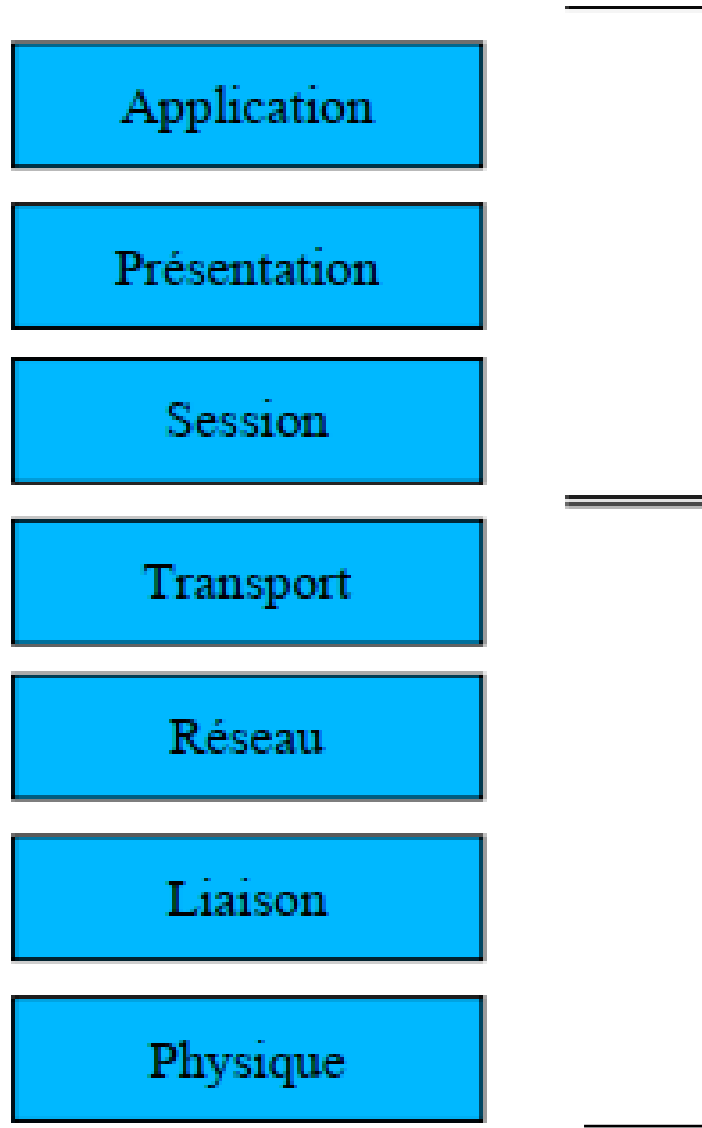 Application
Présentation
Session
Transport
Réseau
Liaison
Physique